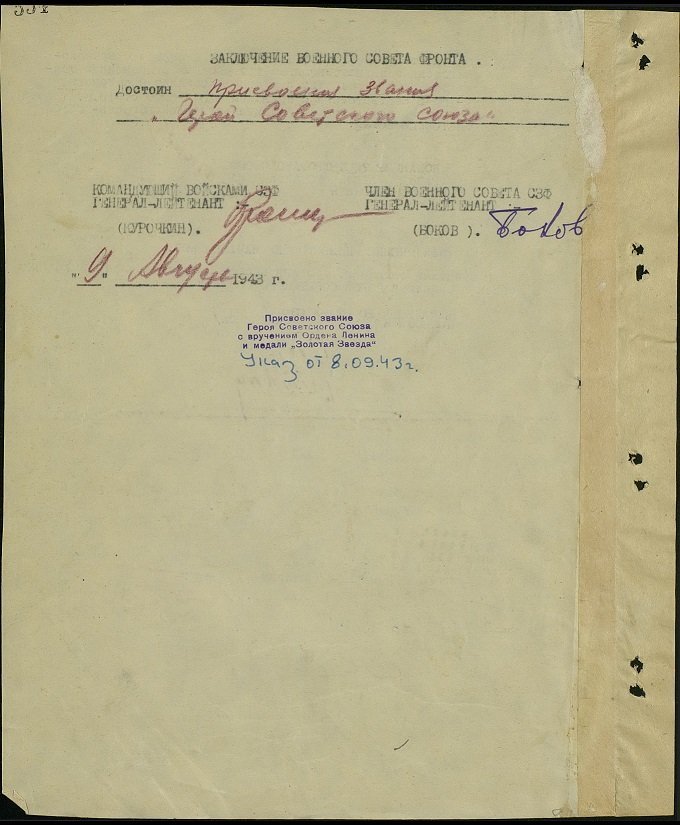 ЗАКЛЮЧЕНИЕ ВОЕННОГО СОВЕТА ФРОНТА .
Достоин присвоения звания
"Герой Советского союза"
КОМАНДУЮЩИЙ ВОЙСКАМИ СЗФ
ГЕНЕРАЛ-ЛЕЙТЕНАНТ :
(КУРОЧКИН).
ЧЛЕН ВОЕННОГО СОВЕТА СЗФ
ГЕНЕРАЛ-ЛЕЙТЕНАНТ :-
(БОКОВ ). Боков
"9" Августа 1943 г.
Присвоено звание
Героя Советского Союза
с вручением Ордена Ленина
и медали „Золотая Звезда"
Указ от 8.09.43г.